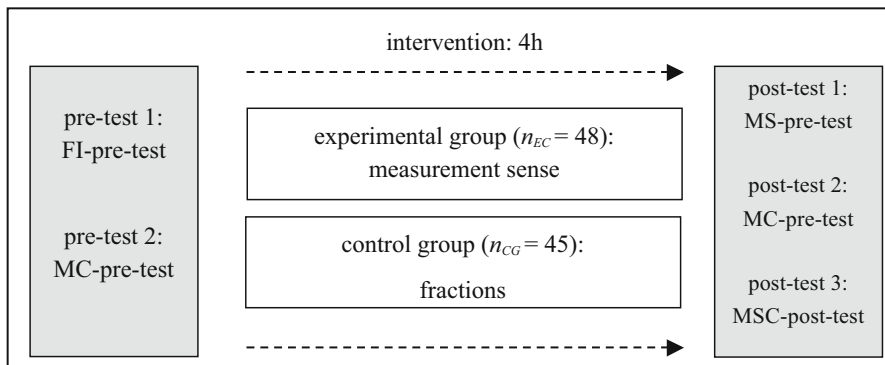 intervention: 4h
pre-test 1:
FI-pre-test
pre-test 2:
MC-pre-test
experimental group (nEC = 48):
measurement sense
control group (nCG = 45):
fractions
post-test 1:
MS-pre-test
post-test 2:
MC-pre-test
post-test 3:
MSC-post-test